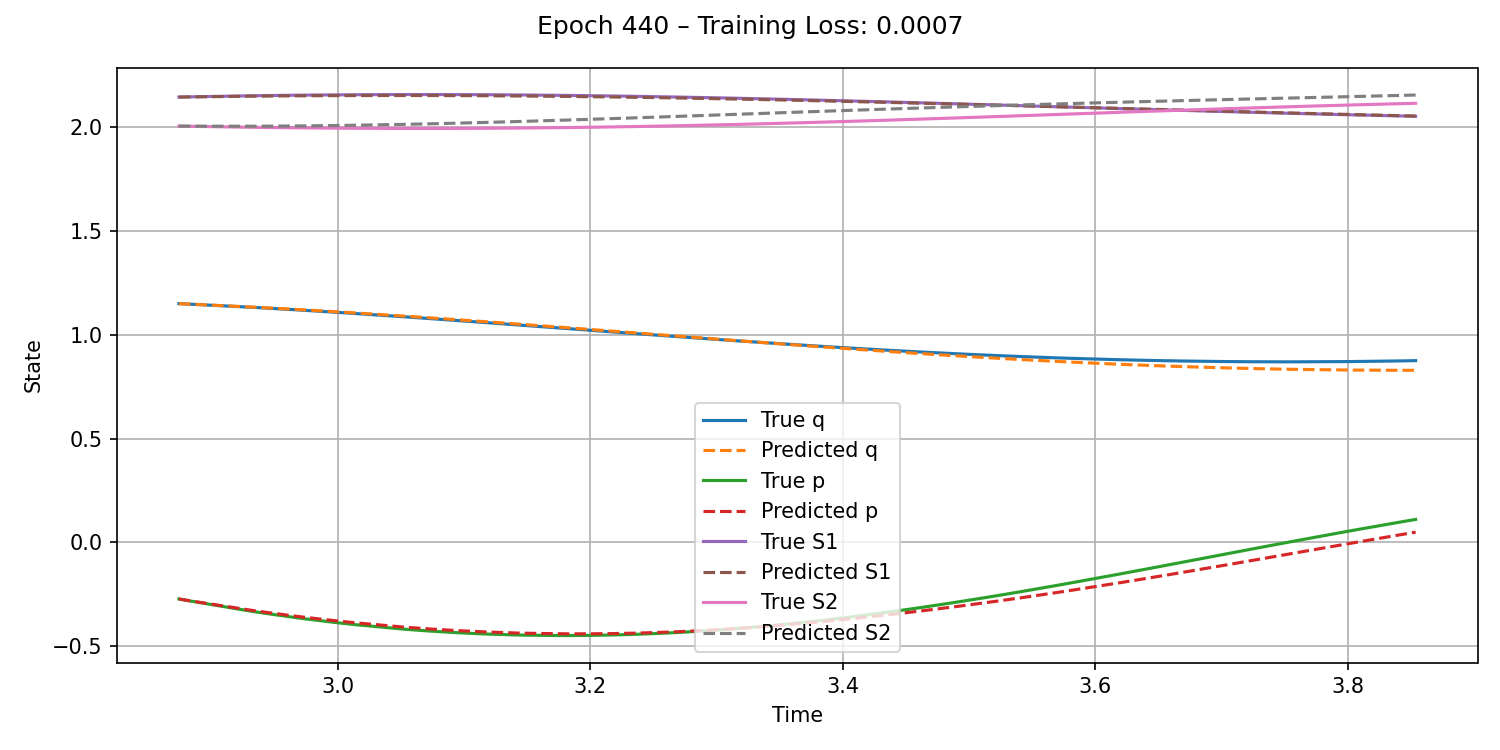 Epoch 440 – Training Loss: 0.0007
State
2.0
1.5
1.0
0.5
0.0
−0.5
True q
Predicted q
True p
Predicted p
True S1
Predicted S1
True S2
Predicted S2
3.0 3.2 3.4 3.6 3.8
Time